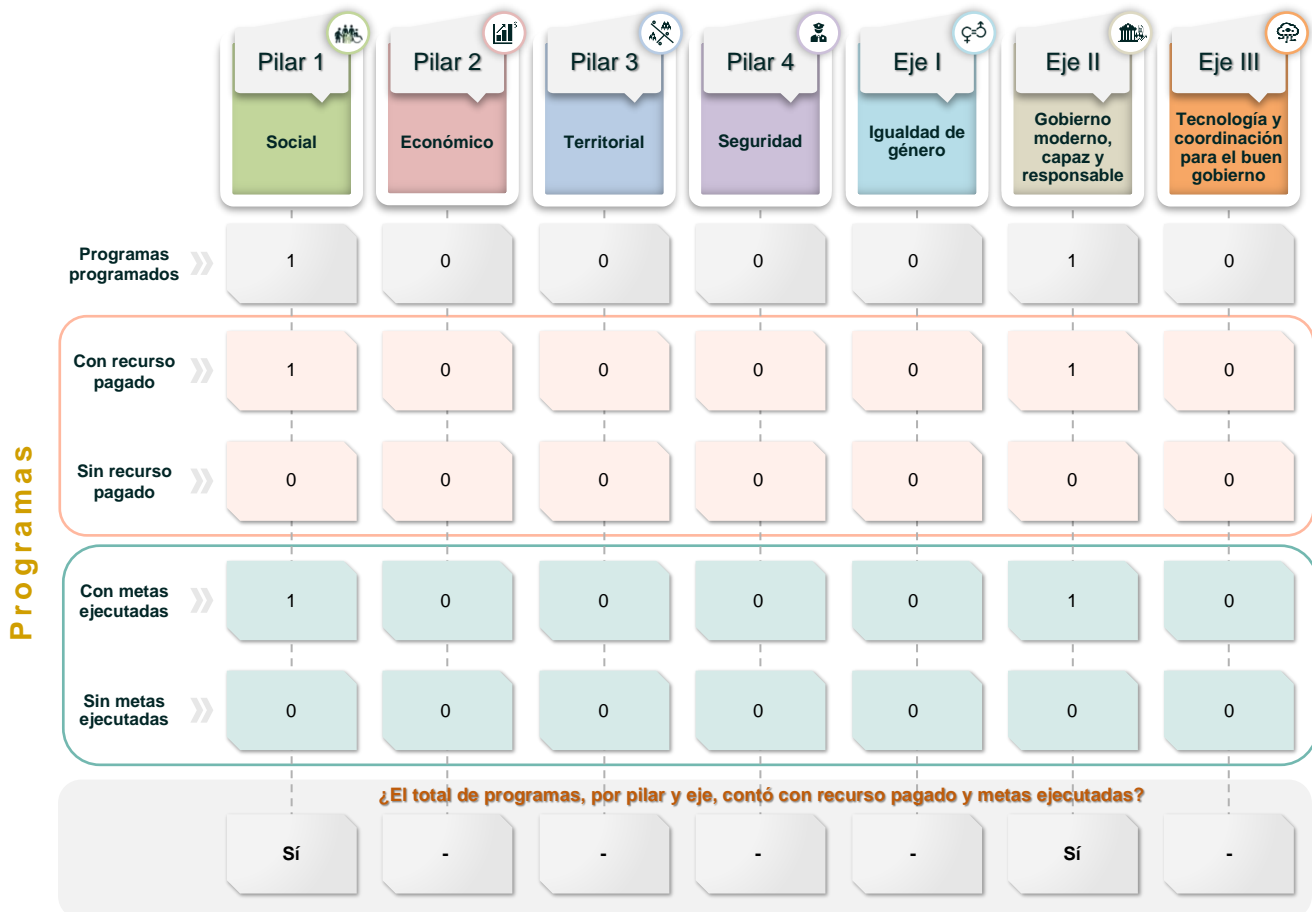 Pilar 1
Pilar 2
Pilar 3
Pilar 4
Eje I
Eje II
Eje III
Social
Económico
Territorial
Seguridad
Igualdad de
género
Gobierno
moderno,
capaz y
responsable
Tecnología y
coordinación
para el buen
gobierno
Programas
Programas
programados
1
0
0
0
0
1
0
Con recurso
pagado
1
0
0
0
0
1
0
Sin recurso
pagado
0
0
0
0
0
0
0
Con metas
ejecutadas
1
0
0
0
0
1
0
Sin metas
ejecutadas
0
0
0
0
0
0
0
¿El total de programas, por pilar y eje, contó con recurso pagado y metas ejecutadas?
Sí
-
-
-
-
Sí
-